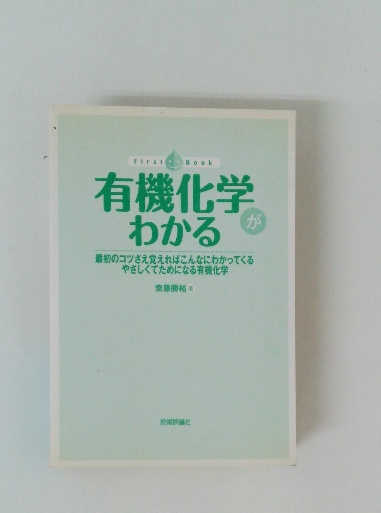 First Book
有機化学が
わかる
最初のコツさえ覚えればこんなにわかってくる
やさしくてためになる有機化学
齋藤勝裕 著
技術評論社